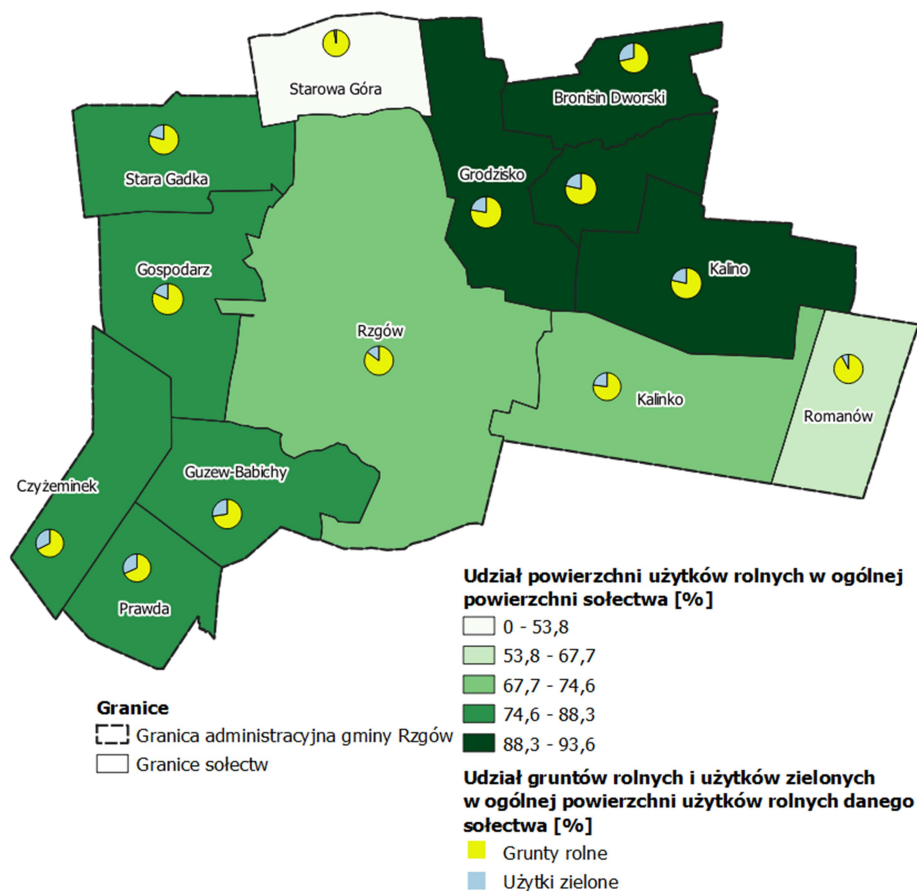 Starowa Góra
Bronisin Dworski
Stara Gadka
Grodzisko
Gospodarz
Kalino
Rzgów
Kalinko
Romanów
Guzew-Babichy
Czyżeminek
Prawda
Granice
Granica administracyjna gminy Rzgów
Granice sołectw
Udział powierzchni użytków rolnych w ogólnej
powierzchni sołectwa [%]
0 - 53,8
53,8 - 67,7
67,7 - 74,6
74,6 - 88,3
88,3 - 93,6
Udział gruntów rolnych i użytków zielonych
w ogólnej powierzchni użytków rolnych danego
sołectwa [%]
Grunty rolne
Użytki zielone